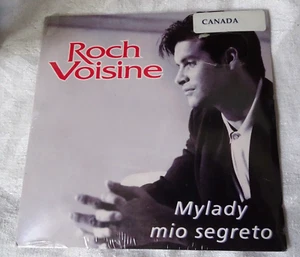 CANADA
Roch
Voisine
Mylady
mio segreto